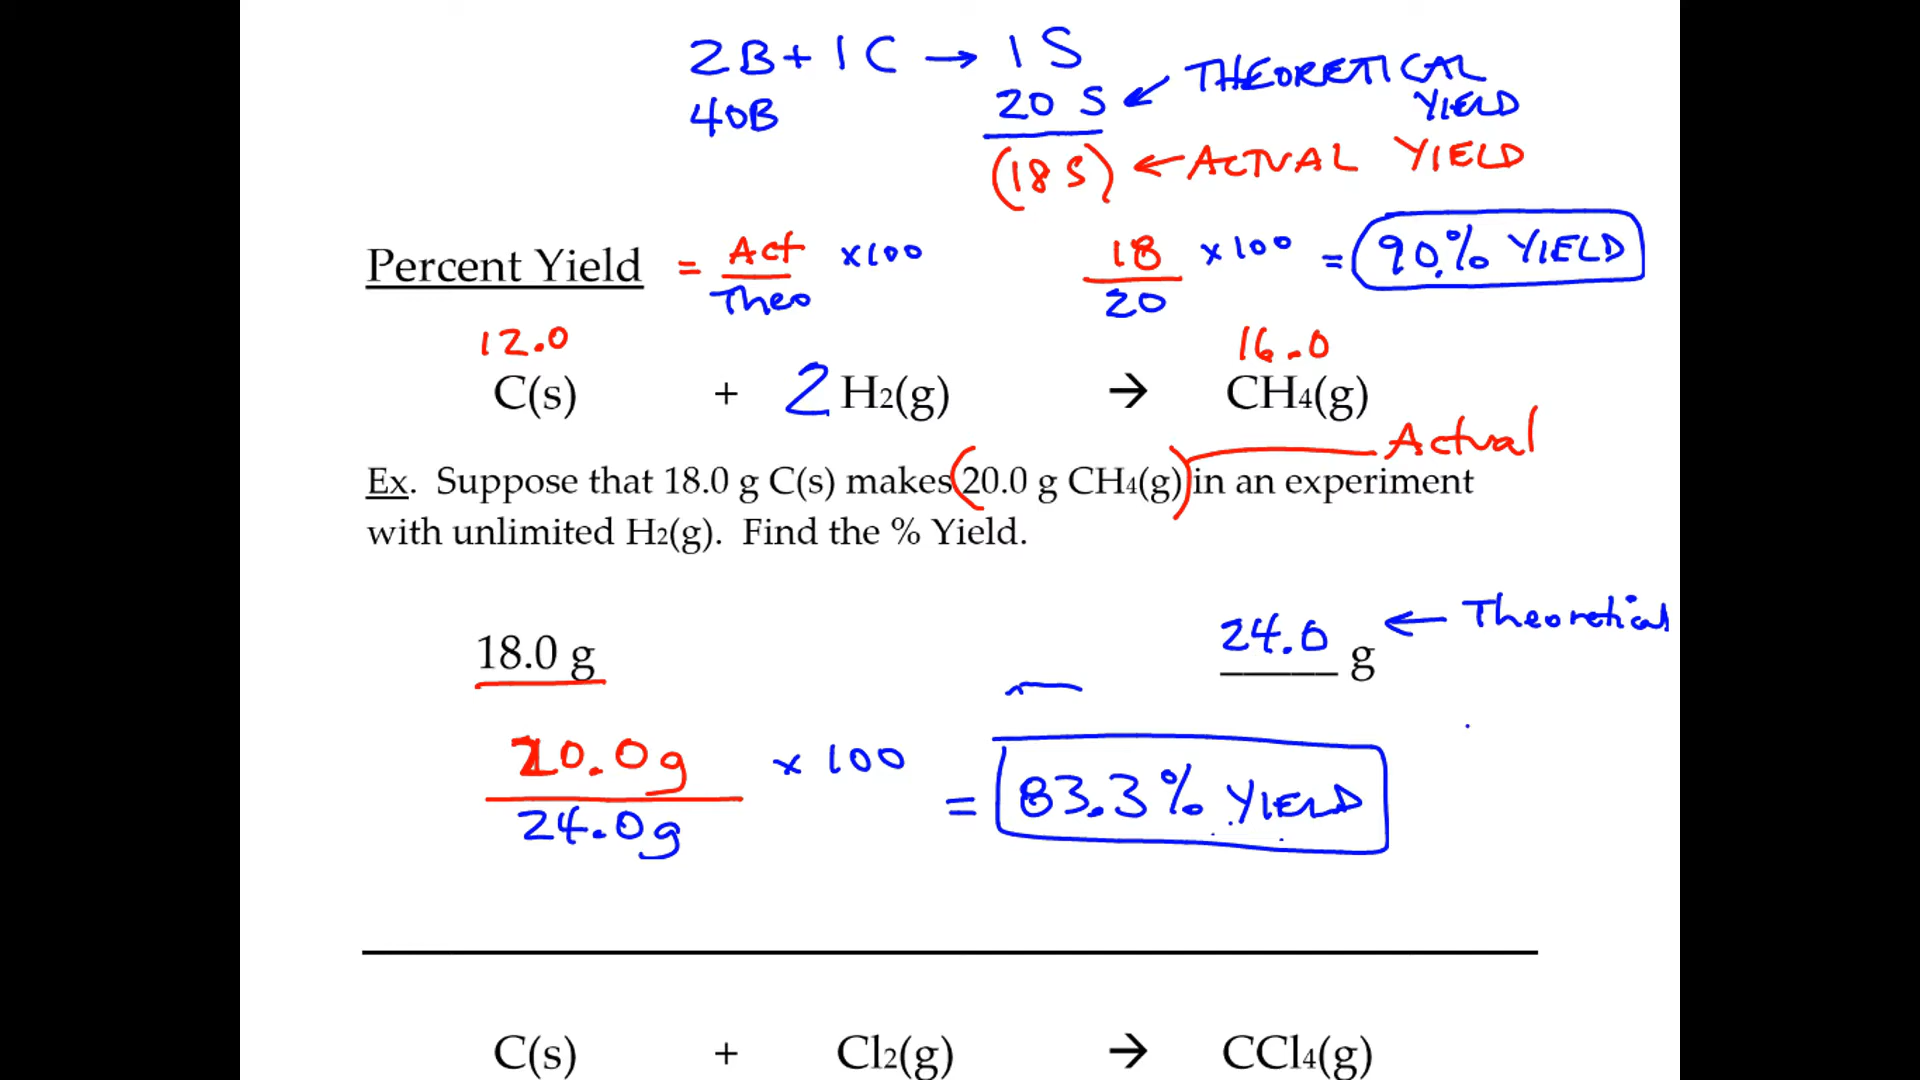 2B + 1C → 1S
40B 20 S ← THEORETICAL YIELD
(18 S) ← ACTUAL YIELD
Percent Yield = Act/Theo x100 18/20 x100 = 90.% YIELD
12.0 16.0
C(s) + 2 H2(g) → CH4(g)
Actual
Ex. Suppose that 18.0 g C(s) makes (20.0 g CH4(g)) in an experiment
with unlimited H2(g). Find the % Yield.
18.0 g 24.0 g ← Theoretical
20.0g/24.0g x 100 = 83.3% YIELD
C(s) + Cl2(g) → CCl4(g)